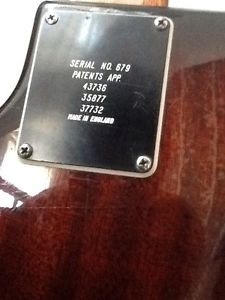 SERIAL NO. 679
PATENTS APP.
43736
35877
37732
MADE IN ENGLAND